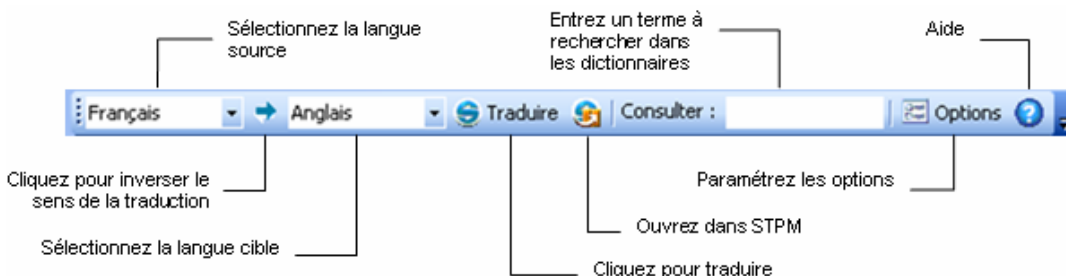 Sélectionnez la langue
source
Entrez un terme à
rechercher dans
les dictionnaires
Aide
Français
Anglais
Traduire
Consulter :
Options
Cliquez pour inverser le
sens de la traduction
Paramétrez les options
Ouvrez dans STPM
Sélectionnez la langue cible
Cliquez pour traduire